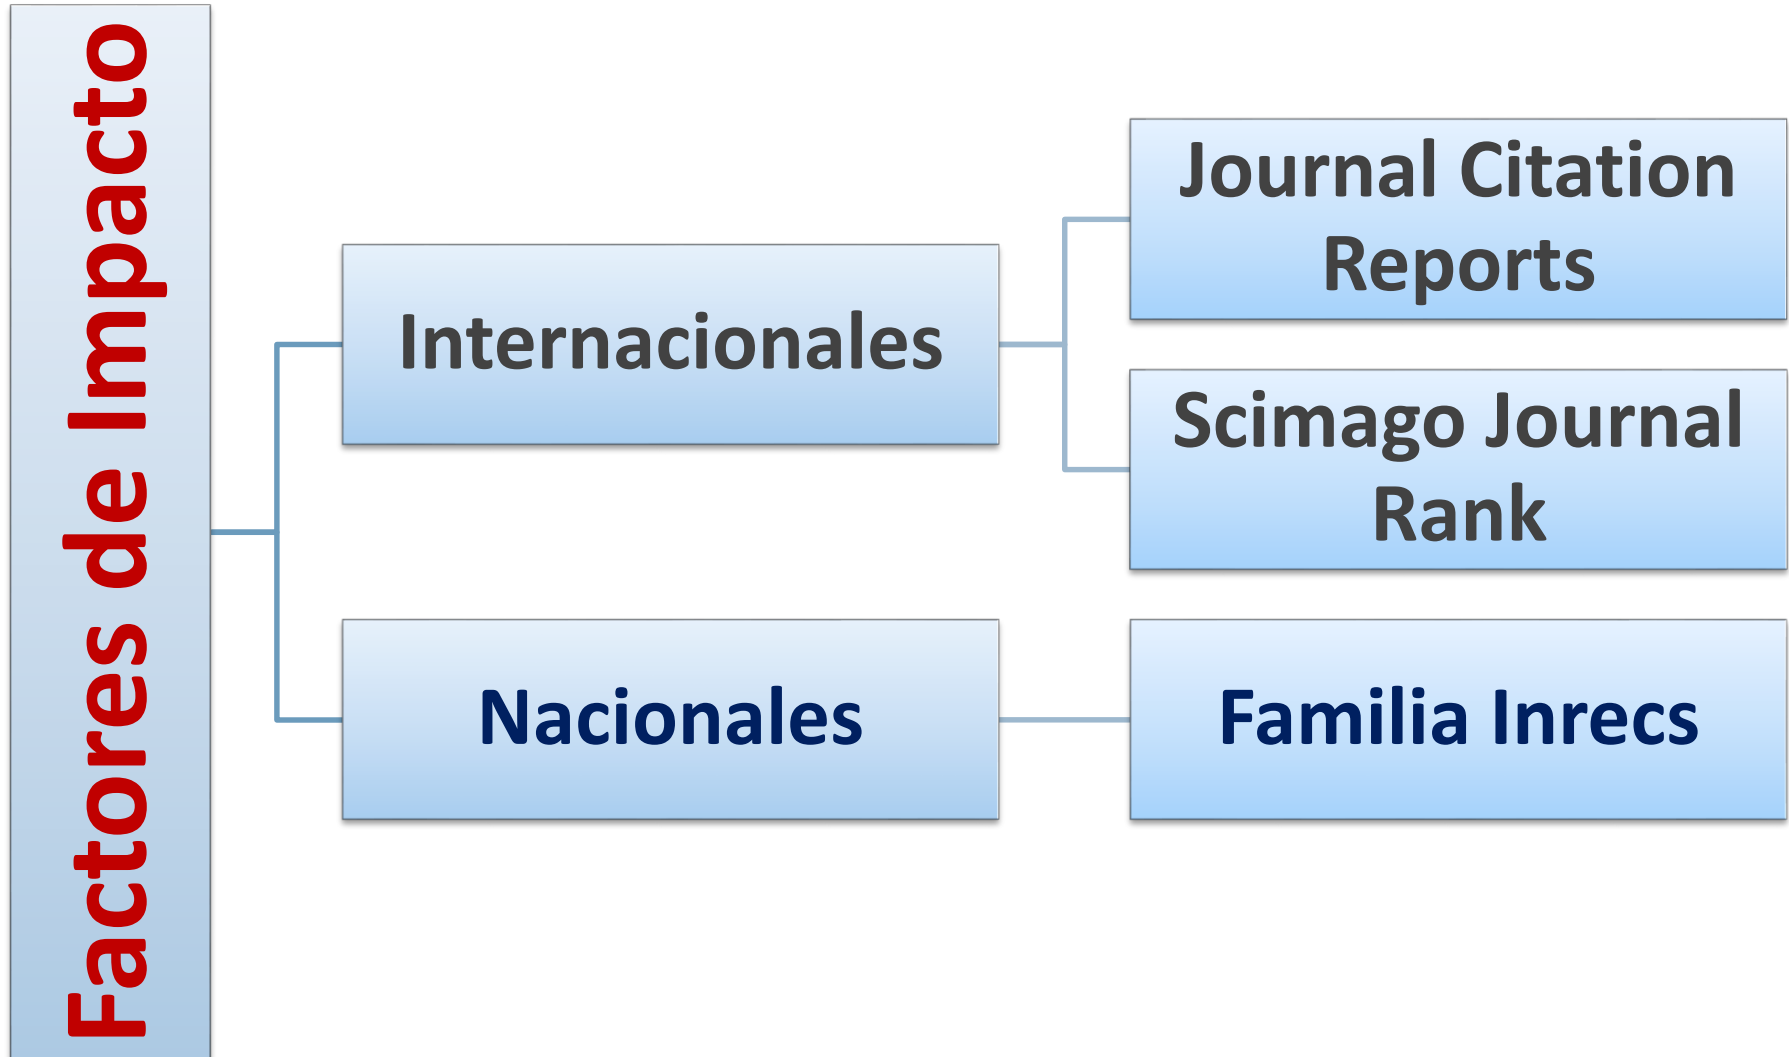 Factores de Impacto
Internacionales
Journal Citation
Reports
Scimago Journal
Rank
Nacionales
Familia Inrecs